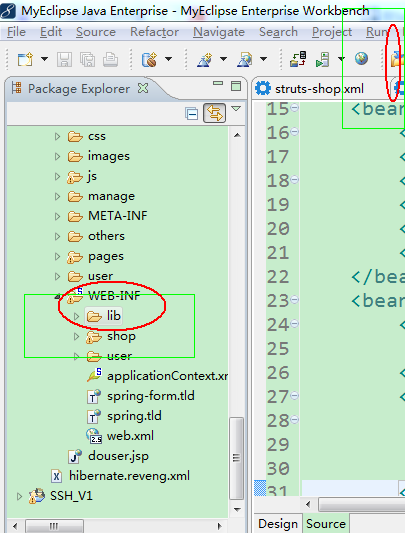 MyEclipse Java Enterprise - MyEclipse Enterprise Workbench
File Edit Source Refactor Navigate Search Project Run
Package Explorer
struts-shop.xml
css
images
js
manage
META-INF
others
pages
user
WEB-INF
lib
shop
user
applicationContext.xm
spring-form.tld
spring.tld
web.xml
douser.jsp
hibernate.reveng.xml
SSH_V1
15 <bean
16 <
17 <
18 <
19 <
20 <
21 <
22 </bea
23 <bean
24 <
25
26 <
27 <
28
29
30
31 <
Design Source